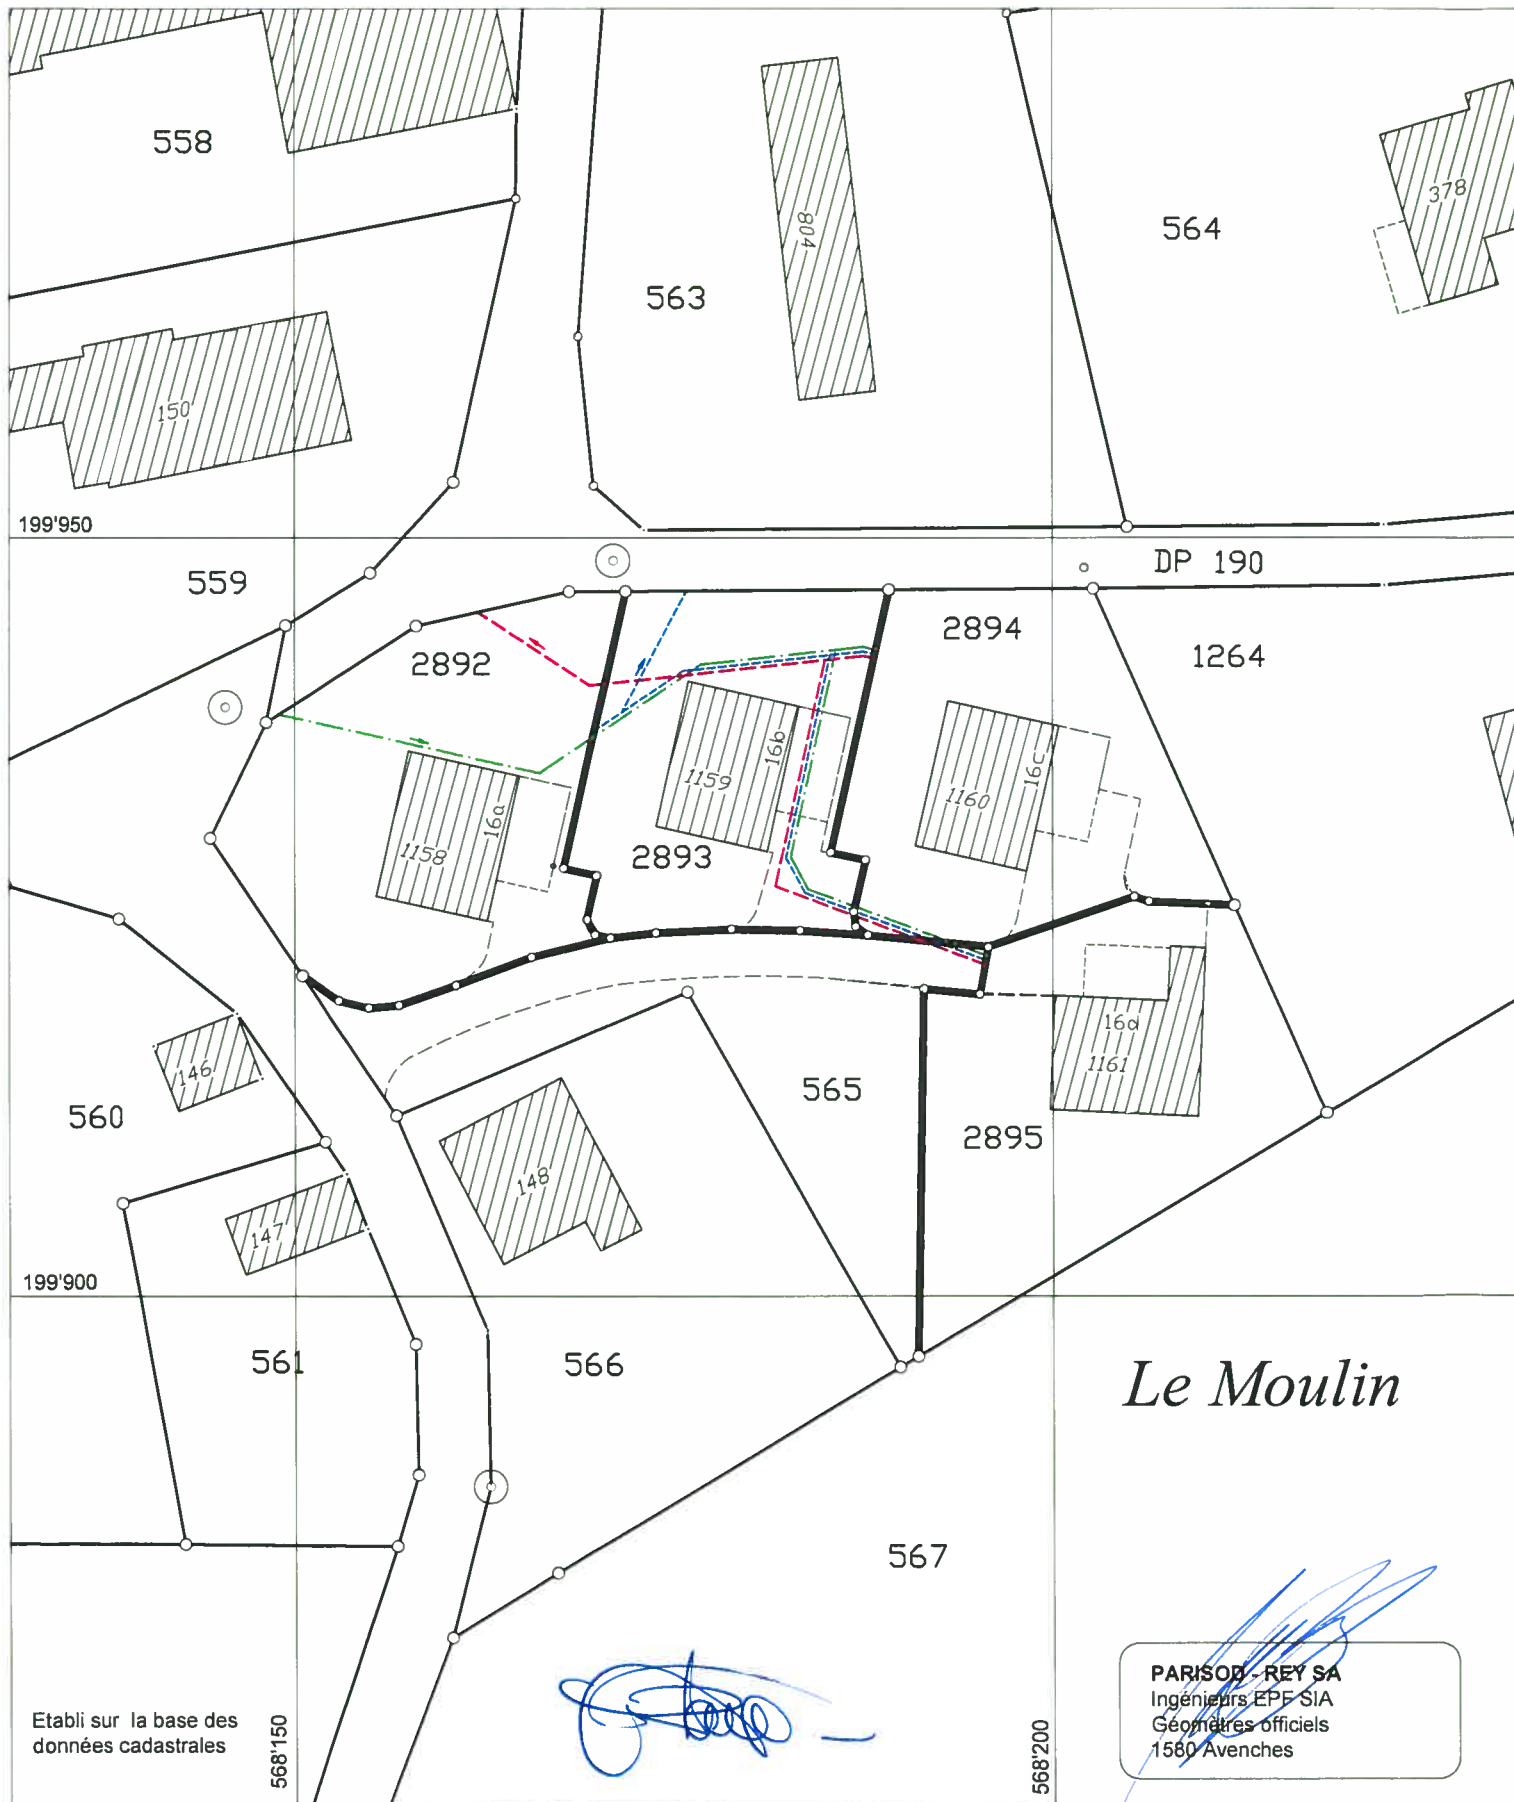 558
804
378
564
563
150
199'950
DP 190
559
2894
2892
1264
16b
1159
16c
1160
16a
1158
2893
16d
1161
146
560
565
2895
148
147
199'900
561
566
Le Moulin
567
PARISOD - REY SA
Ingénieurs EPF SIA
Géomètres officiels
1580 Avenches
Etabli sur la base des
données cadastrales
568'150
568'200